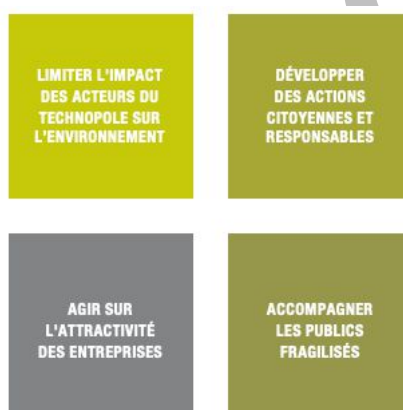 LIMITER L'IMPACT
DES ACTEURS DU
TECHNOPOLE SUR
L'ENVIRONNEMENT
DÉVELOPPER
DES ACTIONS
CITOYENNES ET
RESPONSABLES
AGIR SUR
L'ATTRACTIVITÉ
DES ENTREPRISES
ACCOMPAGNER
LES PUBLICS
FRAGILISÉS